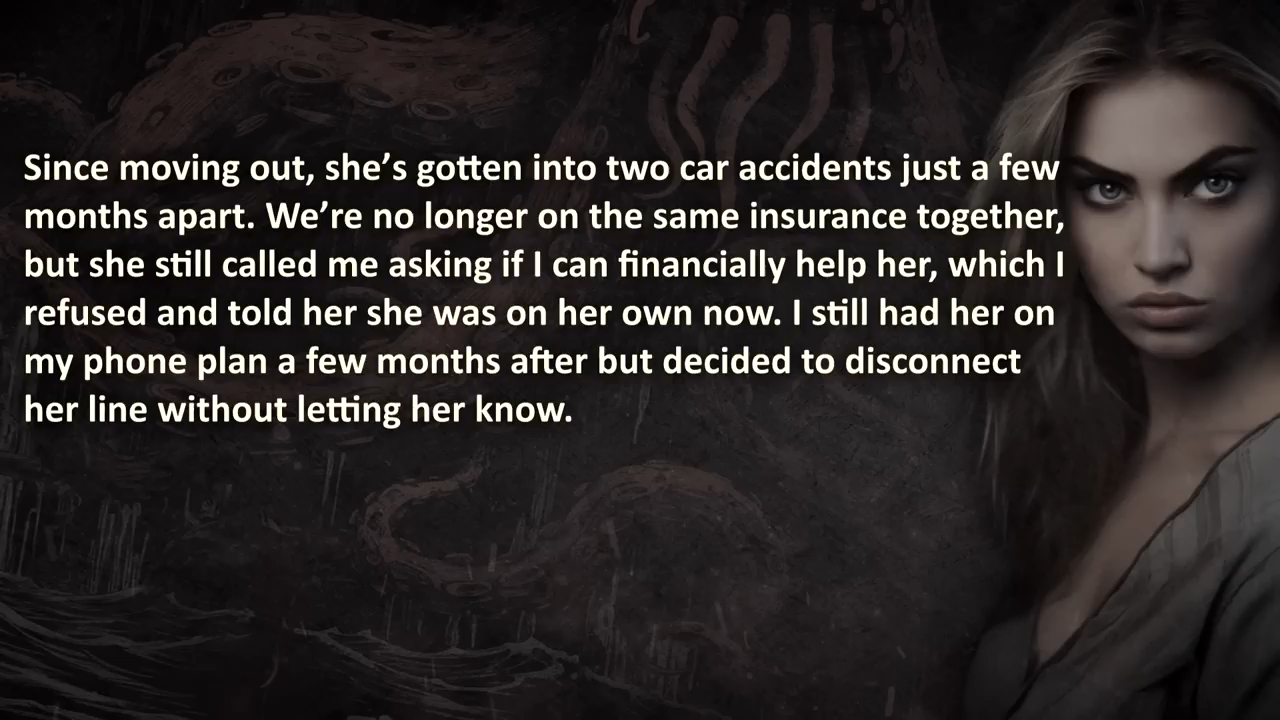 Since moving out, she’s gotten into two car accidents just a few
months apart. We’re no longer on the same insurance together,
but she still called me asking if I can financially help her, which I
refused and told her she was on her own now. I still had her on
my phone plan a few months after but decided to disconnect
her line without letting her know.